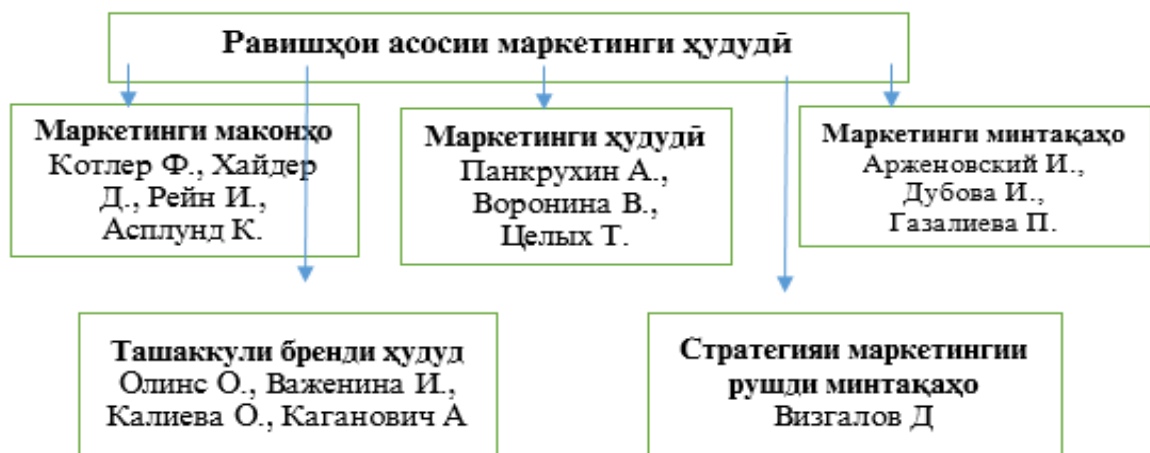 Равишҳои асосии маркетинги ҳудудӣ
Маркетинги маконҳо
Котлер Ф., Хайдер
Д., Рейн И.,
Асплунд К.
Маркетинги ҳудудӣ
Панкрухин А.,
Воронина В.,
Целых Т.
Маркетинги минтақаҳо
Арженовский И.,
Дубова И.,
Газалиева П.
Ташаккули бренди ҳудуд
Олинс О., Важенина И.,
Калиева О., Каганович А
Стратегияи маркетингии
рушди минтақаҳо
Визгалов Д